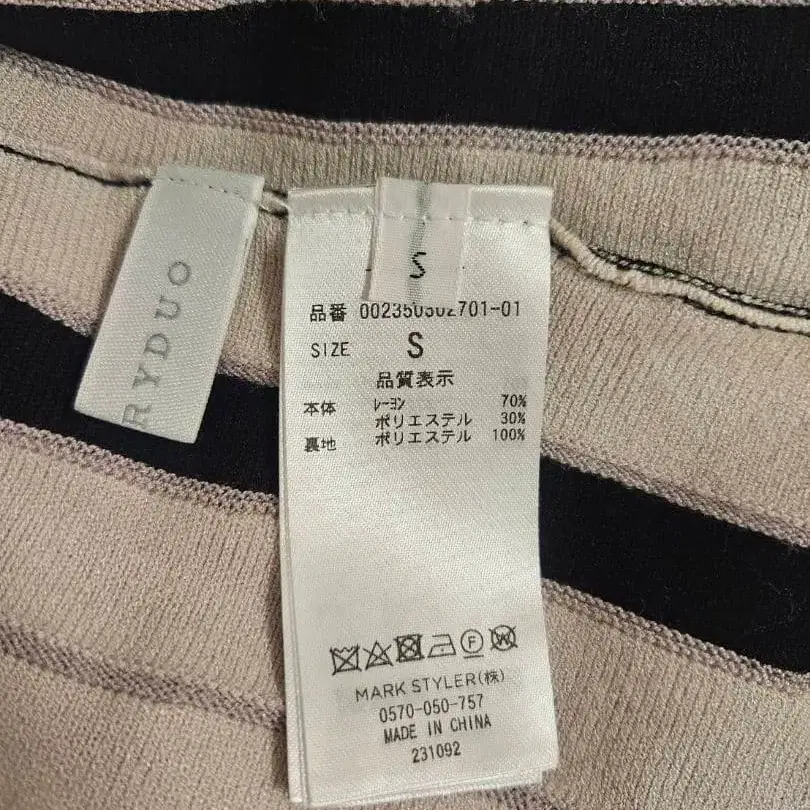 RYDUO
S
品番 002350302701-01
SIZE S
品質表示
本体 レーヨン 70%
ポリエステル 30%
裏地 ポリエステル 100%
W
MARK STYLER(株)
0570-050-757
MADE IN CHINA
231092